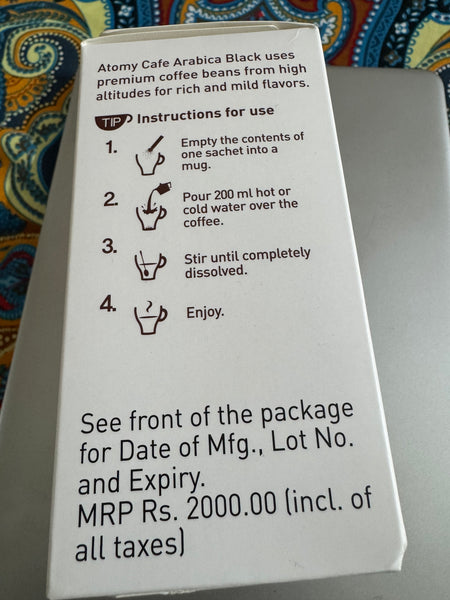 Atomy Cafe Arabica Black uses
premium coffee beans from high
altitudes for rich and mild flavors.
TIP Instructions for use
1. Empty the contents of
one sachet into a
mug.
2. Pour 200 ml hot or
cold water over the
coffee.
3. Stir until completely
dissolved.
4. Enjoy.
See front of the package
for Date of Mfg., Lot No.
and Expiry.
MRP Rs. 2000.00 (incl. of
all taxes)